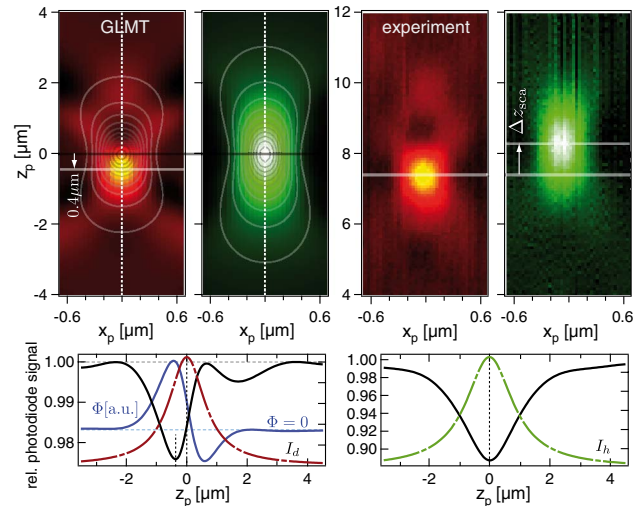 GLMT
experiment
4
2
0
-2
-4
z_p [μm]
0.4μm
12
10
8
6
4
Δz_sca
-0.6
0.6
-0.6
0.6
-0.6
0.6
-0.6
0.6
x_p [μm]
x_p [μm]
x_p [μm]
x_p [μm]
rel. photodiode signal
1.00
0.99
0.98
Φ[a.u.]
Φ = 0
I_d
-2
0
2
4
z_p [μm]
1.00
0.98
0.96
0.94
0.92
0.90
I_h
-2
0
2
4
z_p [μm]